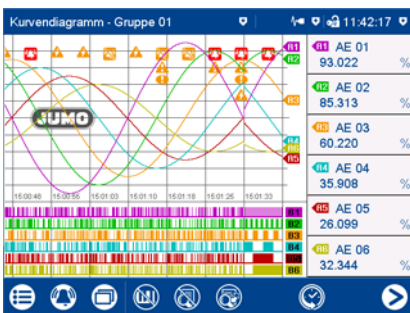 Kurvendiagramm - Gruppe 01
11:42:17
A1 AE 01
93.022 %
A2 AE 02
85.313 %
A3 AE 03
60.220 %
A4 AE 04
35.908 %
A5 AE 05
26.099 %
A6 AE 06
32.344 %
A1
A2
A3
A4
A6
A5
JUMO
15:00:48 15:00:56 15:01:03 15:01:10 15:01:18 15:01:26 15:01:33
B1
B2
B3
B4
B6